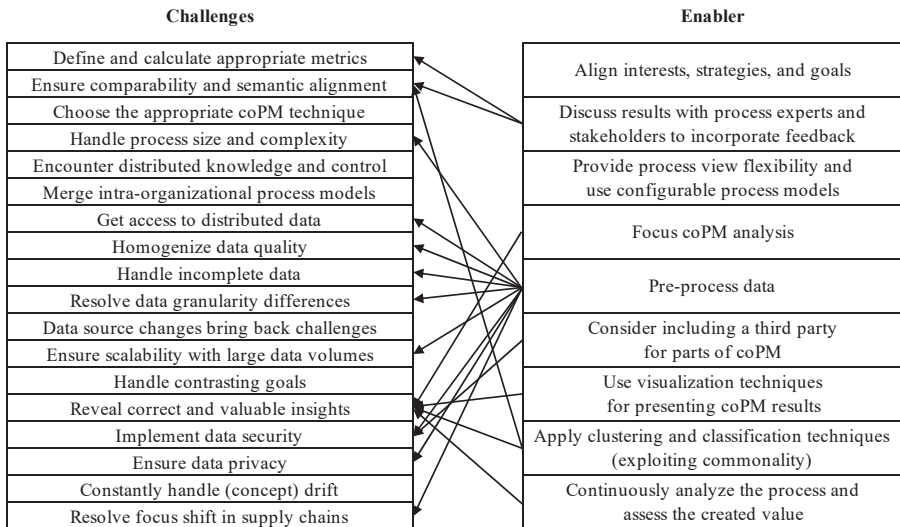 Challenges
Define and calculate appropriate metrics
Ensure comparability and semantic alignment
Choose the appropriate coPM technique
Handle process size and complexity
Encounter distributed knowledge and control
Merge intra-organizational process models
Get access to distributed data
Homogenize data quality
Handle incomplete data
Resolve data granularity differences
Data source changes bring back challenges
Ensure scalability with large data volumes
Handle contrasting goals
Reveal correct and valuable insights
Implement data security
Ensure data privacy
Constantly handle (concept) drift
Resolve focus shift in supply chains
Enabler
Align interests, strategies, and goals
Discuss results with process experts and
stakeholders to incorporate feedback
Provide process view flexibility and
use configurable process models
Focus coPM analysis
Pre-process data
Consider including a third party
for parts of coPM
Use visualization techniques
for presenting coPM results
Apply clustering and classification techniques
(exploiting commonality)
Continuously analyze the process and
assess the created value